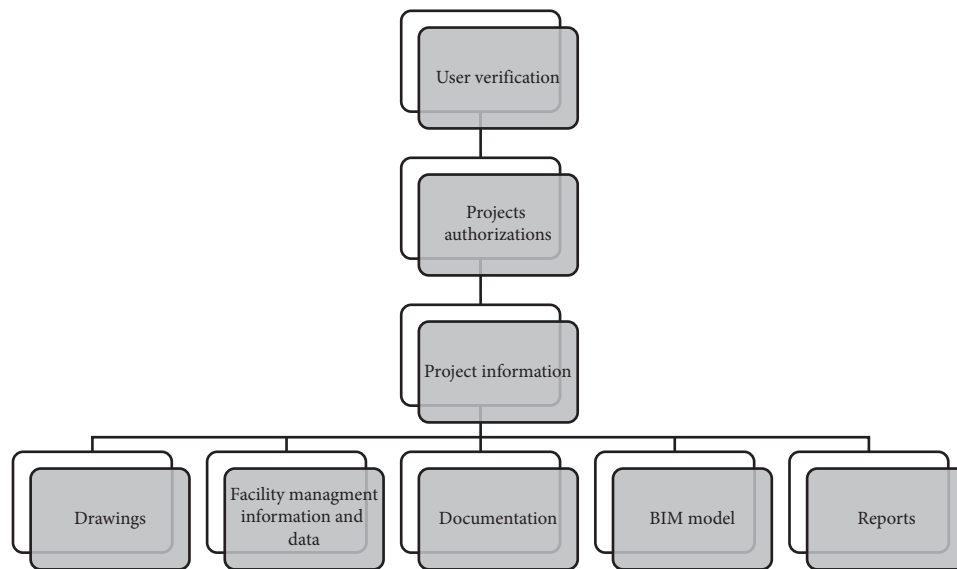 User verification
Projects
authorizations
Project information
Drawings
Facility managment
information and
data
Documentation
BIM model
Reports